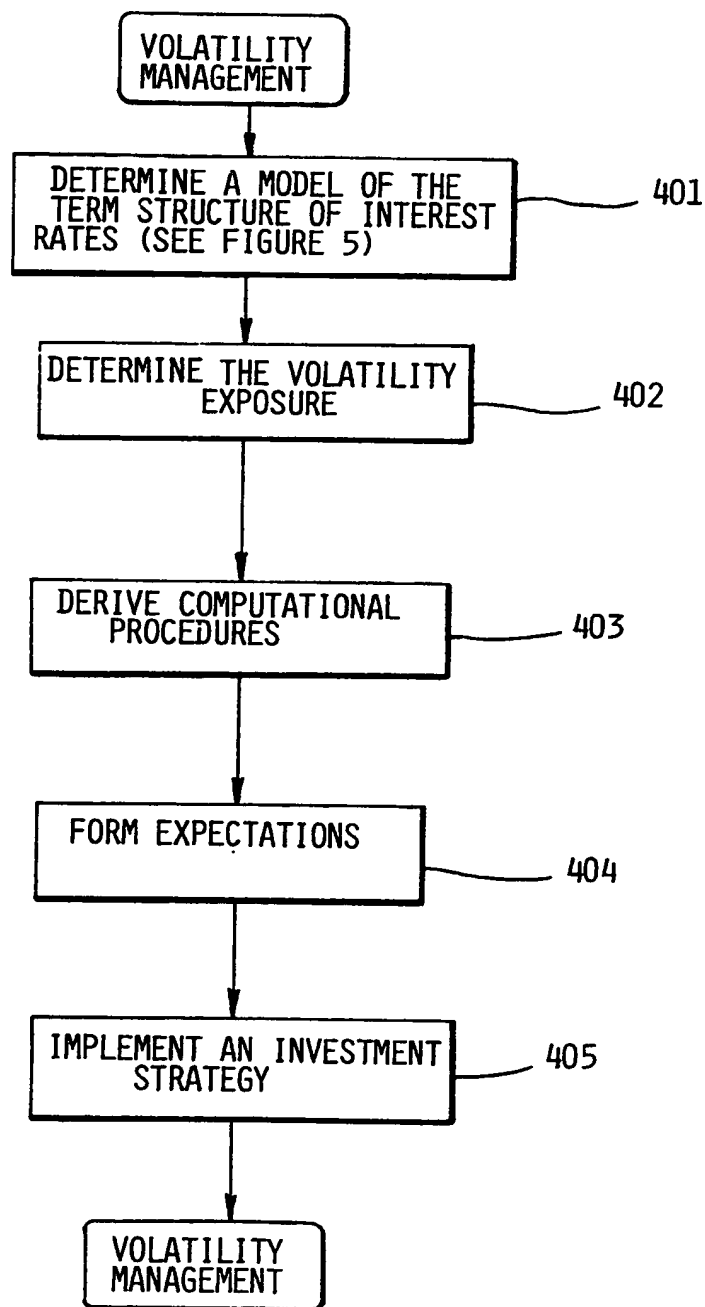 VOLATILITY
MANAGEMENT
DETERMINE A MODEL OF THE
TERM STRUCTURE OF INTEREST
RATES (SEE FIGURE 5)
401
DETERMINE THE VOLATILITY
EXPOSURE
402
DERIVE COMPUTATIONAL
PROCEDURES
403
FORM EXPECTATIONS
404
IMPLEMENT AN INVESTMENT
STRATEGY
405
VOLATILITY
MANAGEMENT